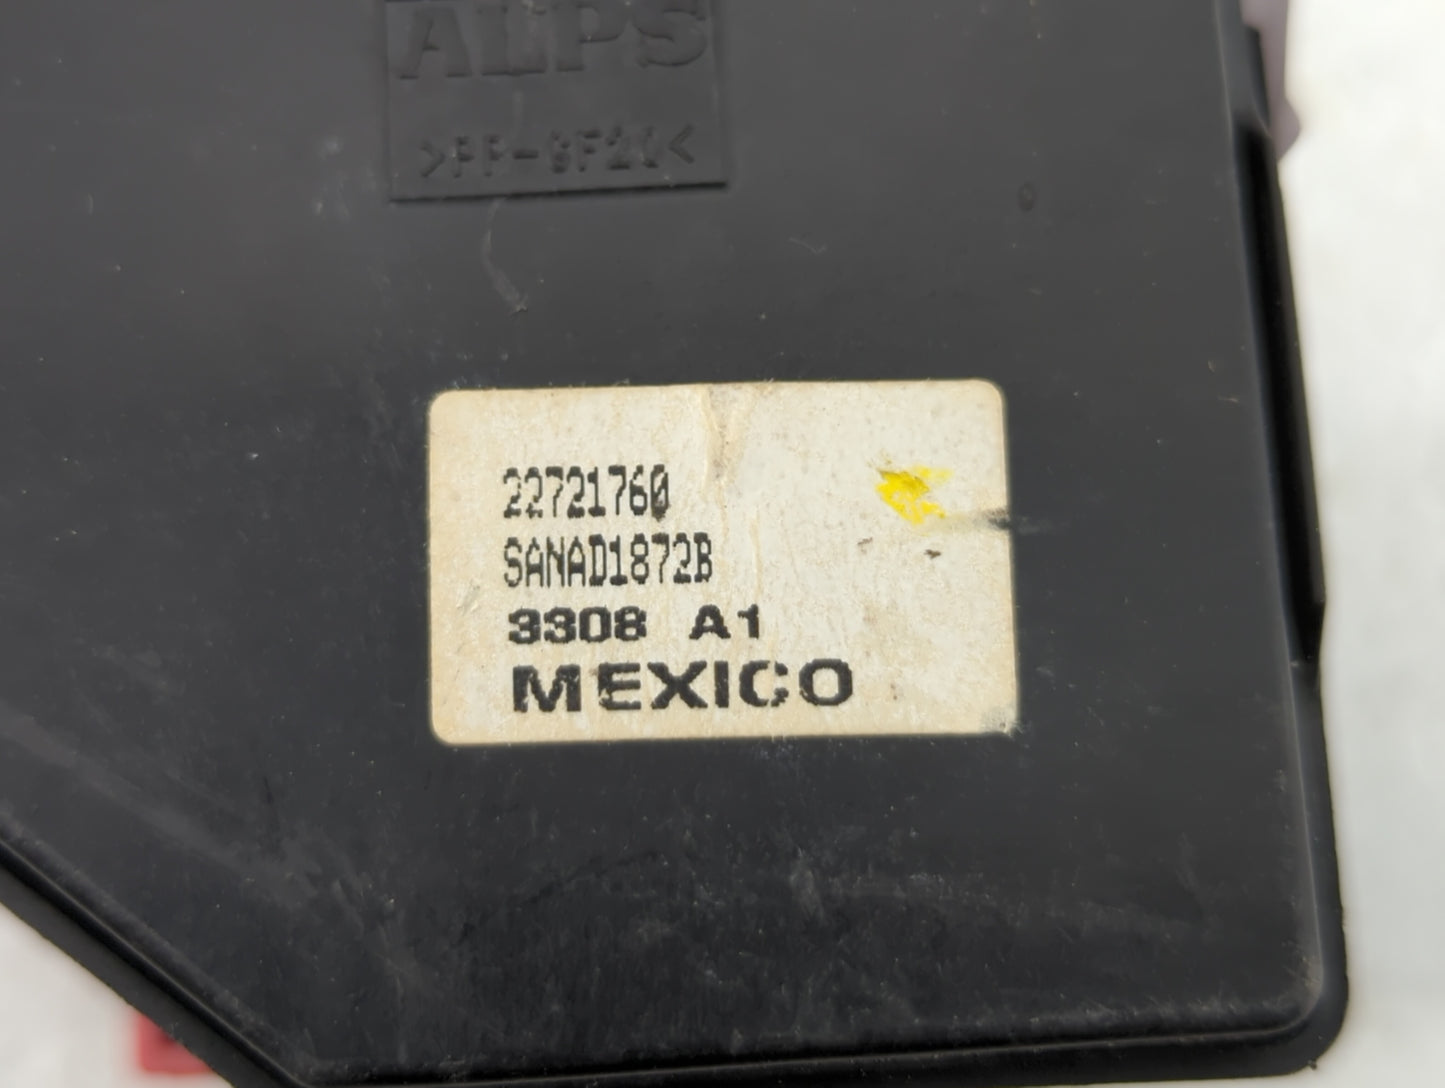 ALPS
>PP-GF20<
22721760
SANAD1872B
3308 A1
MEXICO